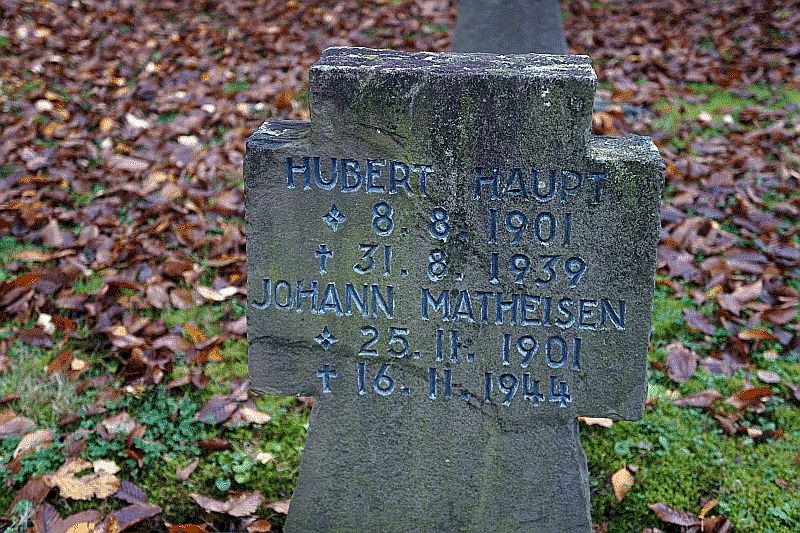 HUBERT HAUPT
8. 8. 1901
† 31. 8. 1939
JOHANN MATHEISEN
25. 11. 1901
† 16. 11. 1944